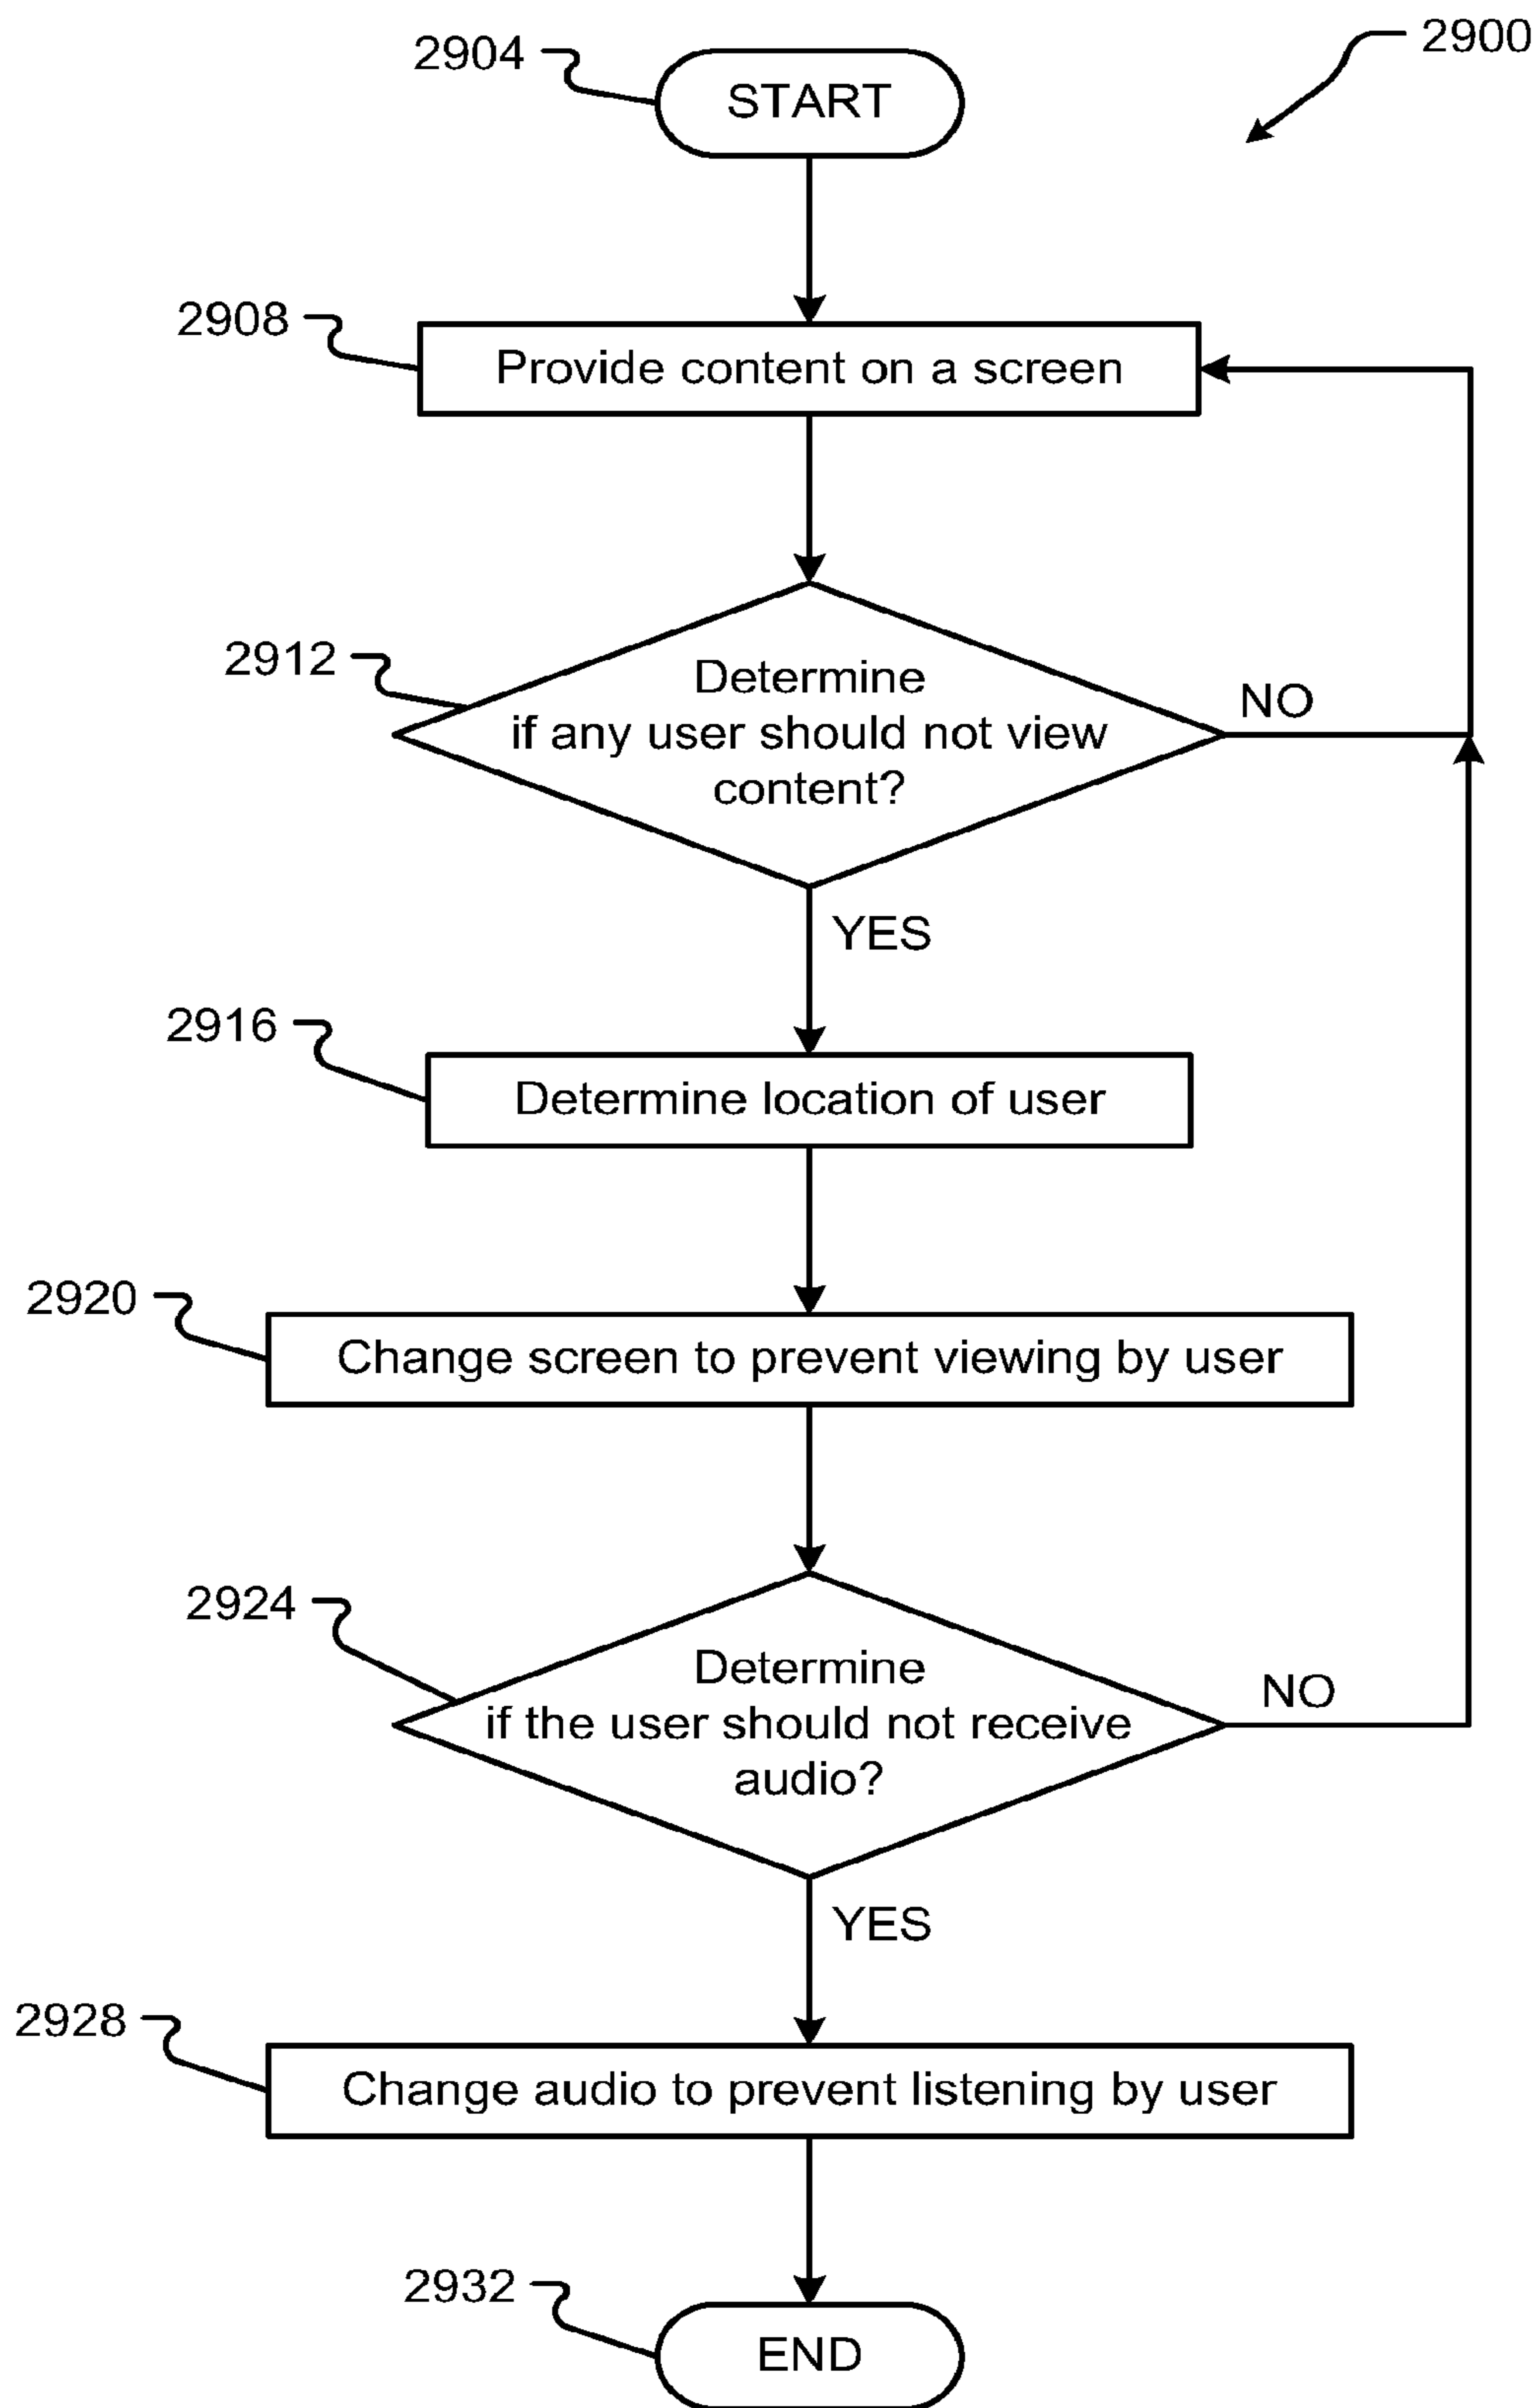 2900
2904
START
2908
Provide content on a screen
2912
Determine
if any user should not view
content?
NO
YES
2916
Determine location of user
2920
Change screen to prevent viewing by user
2924
Determine
if the user should not receive
audio?
NO
YES
2928
Change audio to prevent listening by user
2932
END